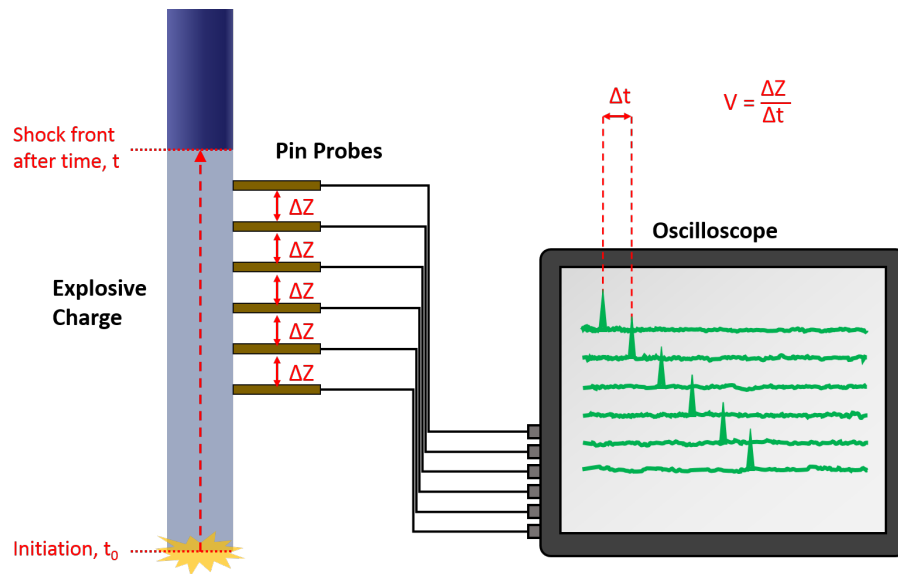 Δt
V = ΔZ
Δt
Shock front
after time, t
Pin Probes
ΔZ
Oscilloscope
ΔZ
ΔZ
Explosive
Charge
ΔZ
ΔZ
Initiation, t₀